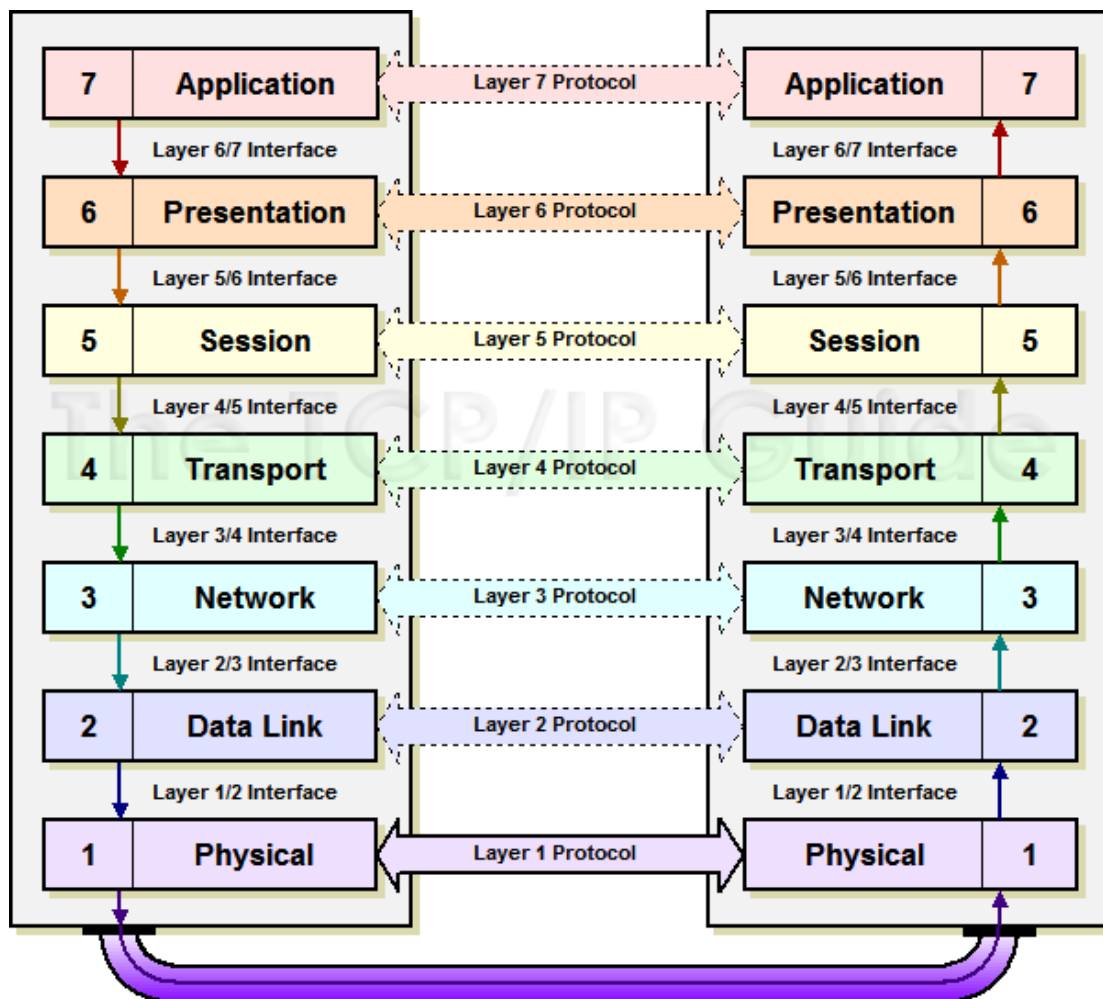 7 Application Layer 7 Protocol Application 7
Layer 6/7 Interface Layer 6/7 Interface
6 Presentation Layer 6 Protocol Presentation 6
Layer 5/6 Interface Layer 5/6 Interface
5 Session Layer 5 Protocol Session 5
Layer 4/5 Interface Layer 4/5 Interface
The TCP/IP Guide
4 Transport Layer 4 Protocol Transport 4
Layer 3/4 Interface Layer 3/4 Interface
3 Network Layer 3 Protocol Network 3
Layer 2/3 Interface Layer 2/3 Interface
2 Data Link Layer 2 Protocol Data Link 2
Layer 1/2 Interface Layer 1/2 Interface
1 Physical Layer 1 Protocol Physical 1